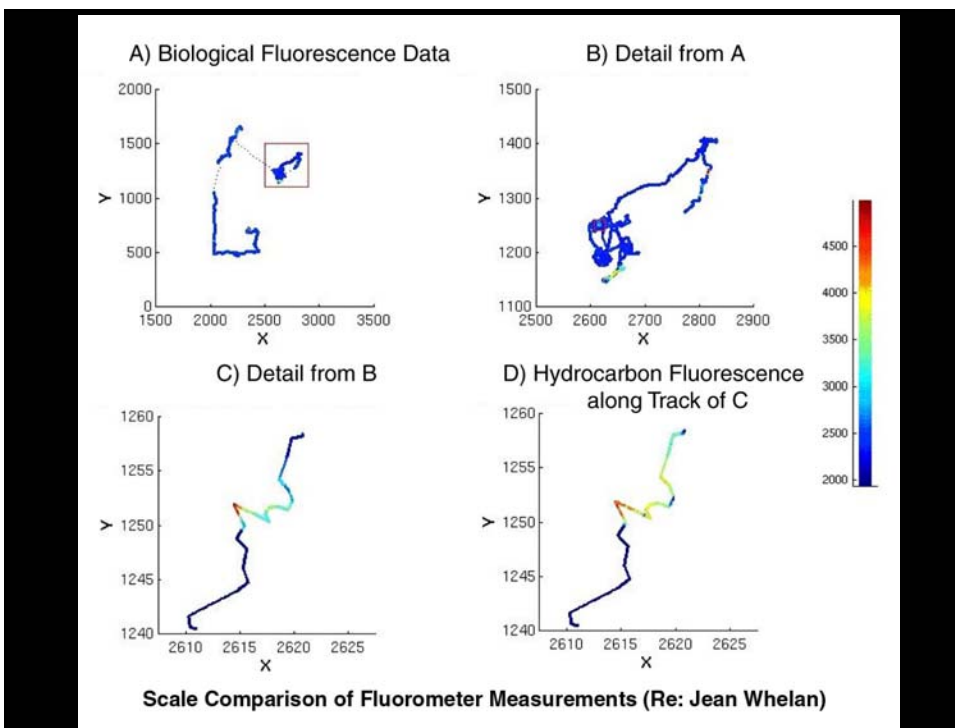 A) Biological Fluorescence Data
2000
1500
Y 1000
500
0
1500 2000 2500 3000 3500
X
B) Detail from A
1500
1400
Y 1300
1200
1100
2500 2600 2700 2800 2900
X
4500
4000
3500
3000
2500
2000
C) Detail from B
1260
1255
Y 1250
1245
1240
2610 2615 2620 2625
X
D) Hydrocarbon Fluorescence
along Track of C
1260
1255
Y 1250
1245
1240
2610 2615 2620 2625
X
Scale Comparison of Fluorometer Measurements (Re: Jean Whelan)